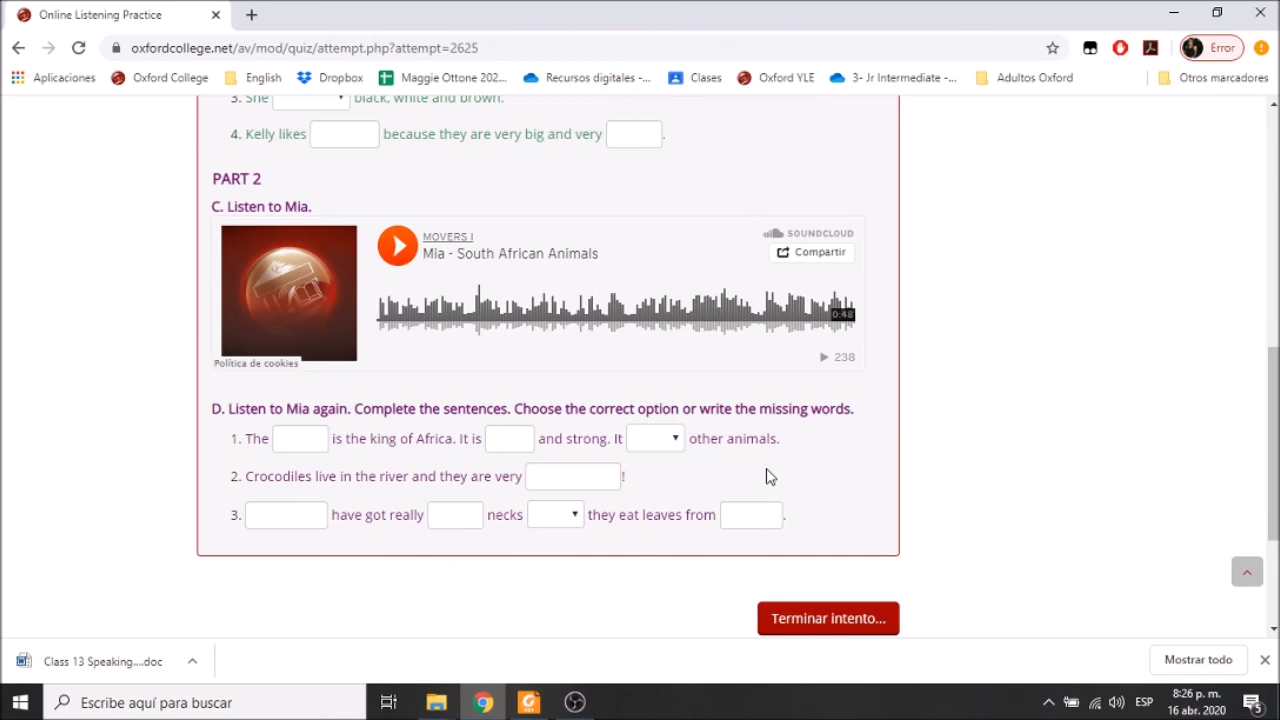 Online Listening Practice
oxfordcollege.net/av/mod/quiz/attempt.php?attempt=2625
Error
Aplicaciones Oxford College English Dropbox Maggie Ottone 202... Recursos digitales -... Clases Oxford YLE 3- Jr Intermediate -... Adultos Oxford Otros marcadores
3. She black, white and brown.
4. Kelly likes because they are very big and very .
PART 2
C. Listen to Mia.
MOVERS I
Mia - South African Animals
SOUNDCLOUD
Compartir
0:48
Política de cookies
238
D. Listen to Mia again. Complete the sentences. Choose the correct option or write the missing words.
1. The is the king of Africa. It is and strong. It other animals.
2. Crocodiles live in the river and they are very !
3. have got really necks they eat leaves from .
Terminar intento...
Class 13 Speaking....doc
Mostrar todo
Escribe aquí para buscar
ESP
8:26 p. m.
16 abr. 2020
5